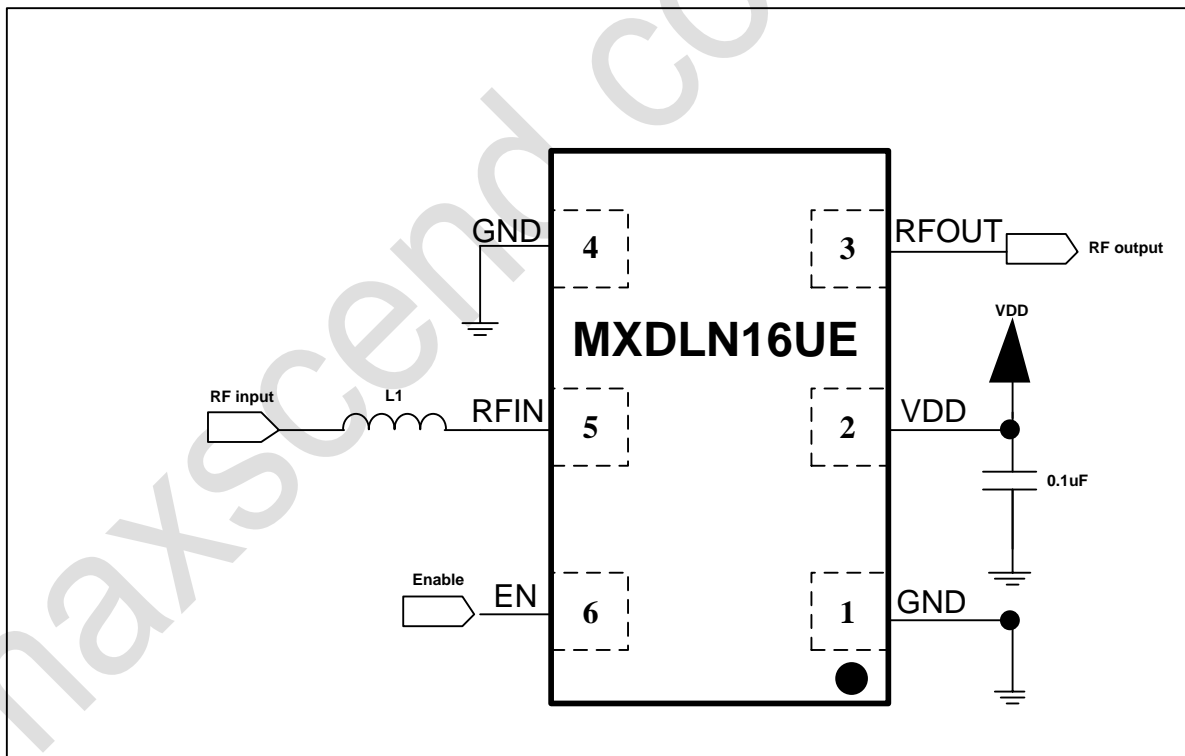 maxscend co
GND
4
3
RFOUT
RF output
MXDLN16UE
VDD
RF input
L1
RFIN
5
2
VDD
0.1uF
Enable
EN
6
1
GND